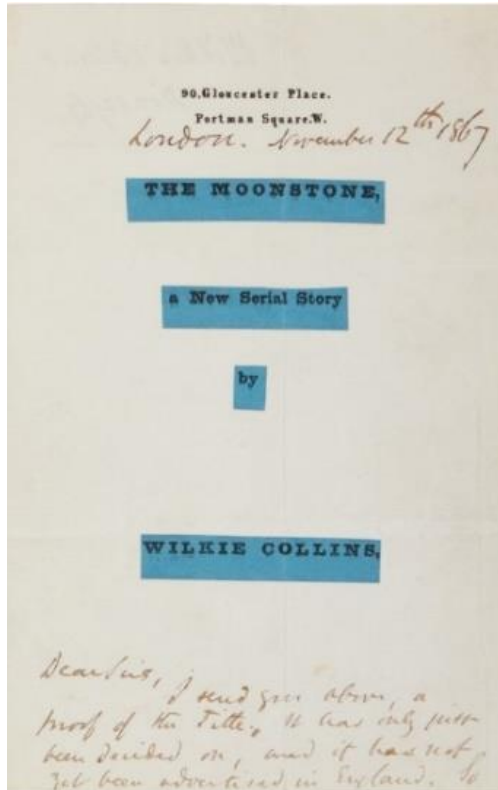 90, Gloucester Place.
Portman Square. W.
London. November 12th 1867
THE MOONSTONE,
a New Serial Story
by
WILKIE COLLINS,
Dear Sirs,
I send you above, a
proof of the Title. It has only just
been decided on, and it has not
yet been advertised in England. So